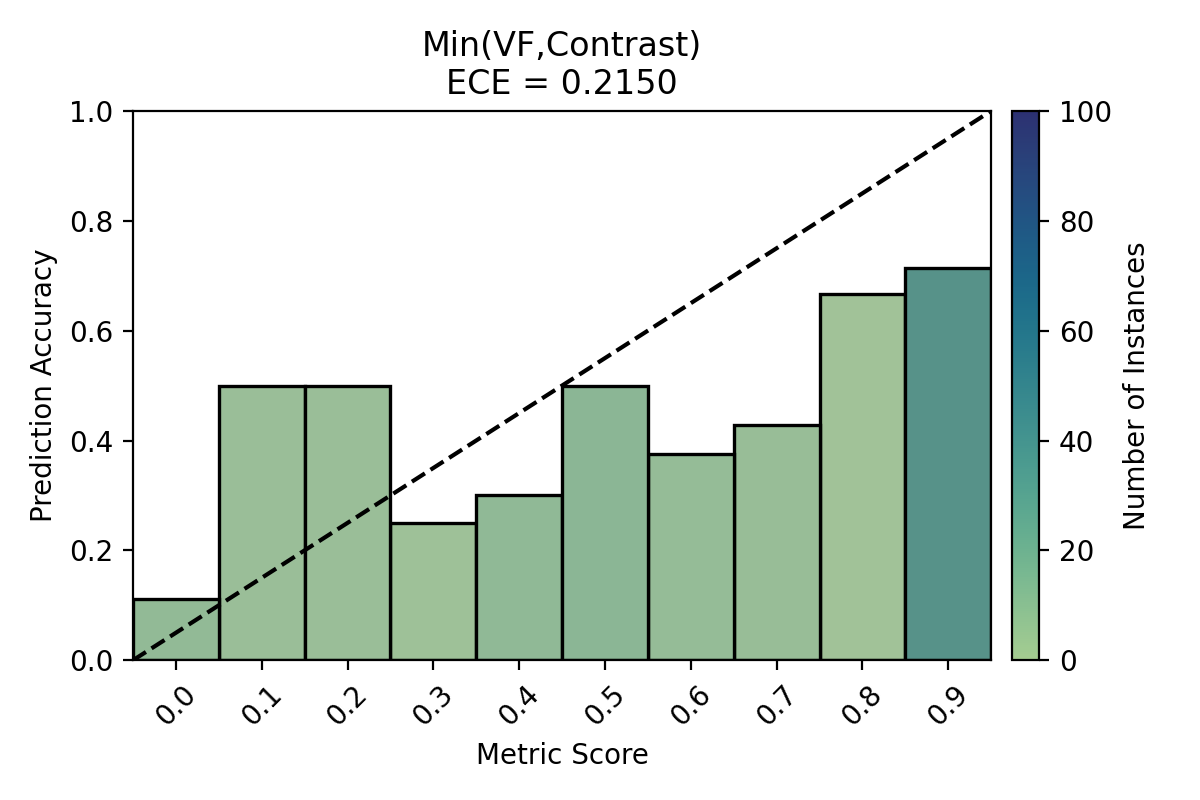 Min(VF,Contrast)
ECE = 0.2150
1.0
0.8
0.6
0.4
0.2
0.0
Prediction Accuracy
0.0 0.1 0.2 0.3 0.4 0.5 0.6 0.7 0.8 0.9
Metric Score
100
80
60
40
20
0
Number of Instances